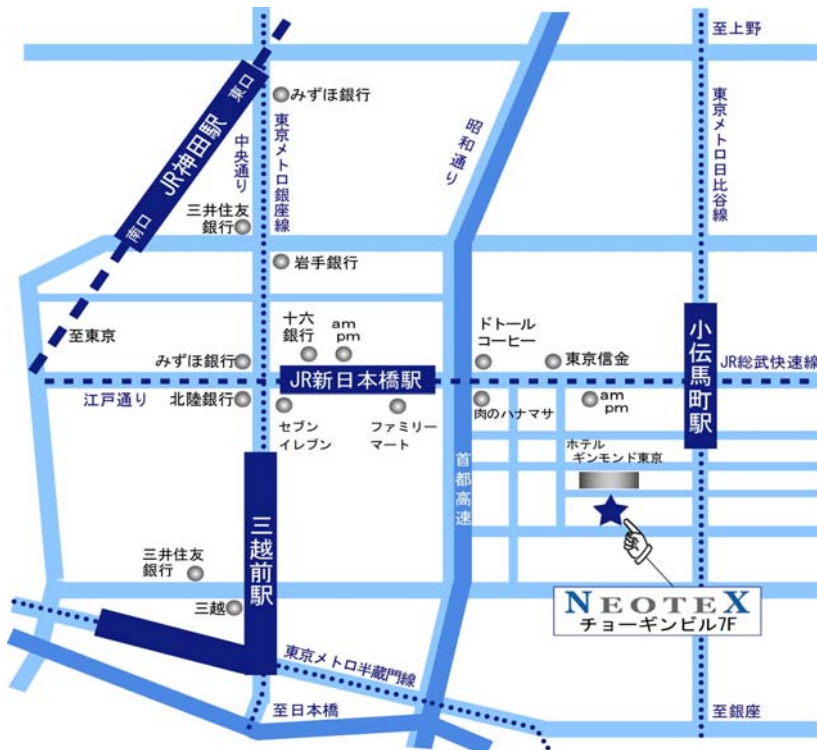 至上野
東口
みずほ銀行
JR神田駅
中央通り
東京メトロ銀座線
昭和通り
東京メトロ日比谷線
三井住友
銀行
南口
岩手銀行
至東京
十六
銀行
am
pm
ドトール
コーヒー
みずほ銀行
東京信金
小伝馬町駅
JR総武快速線
JR新日本橋駅
江戸通り
北陸銀行
肉のハナマサ
am
pm
セブン
イレブン
ファミリー
マート
首都高速
ホテル
ギンモンド東京
三越前駅
三井住友
銀行
三越
NEOTEX
チョーギンビル7F
東京メトロ半蔵門線
至日本橋
至銀座